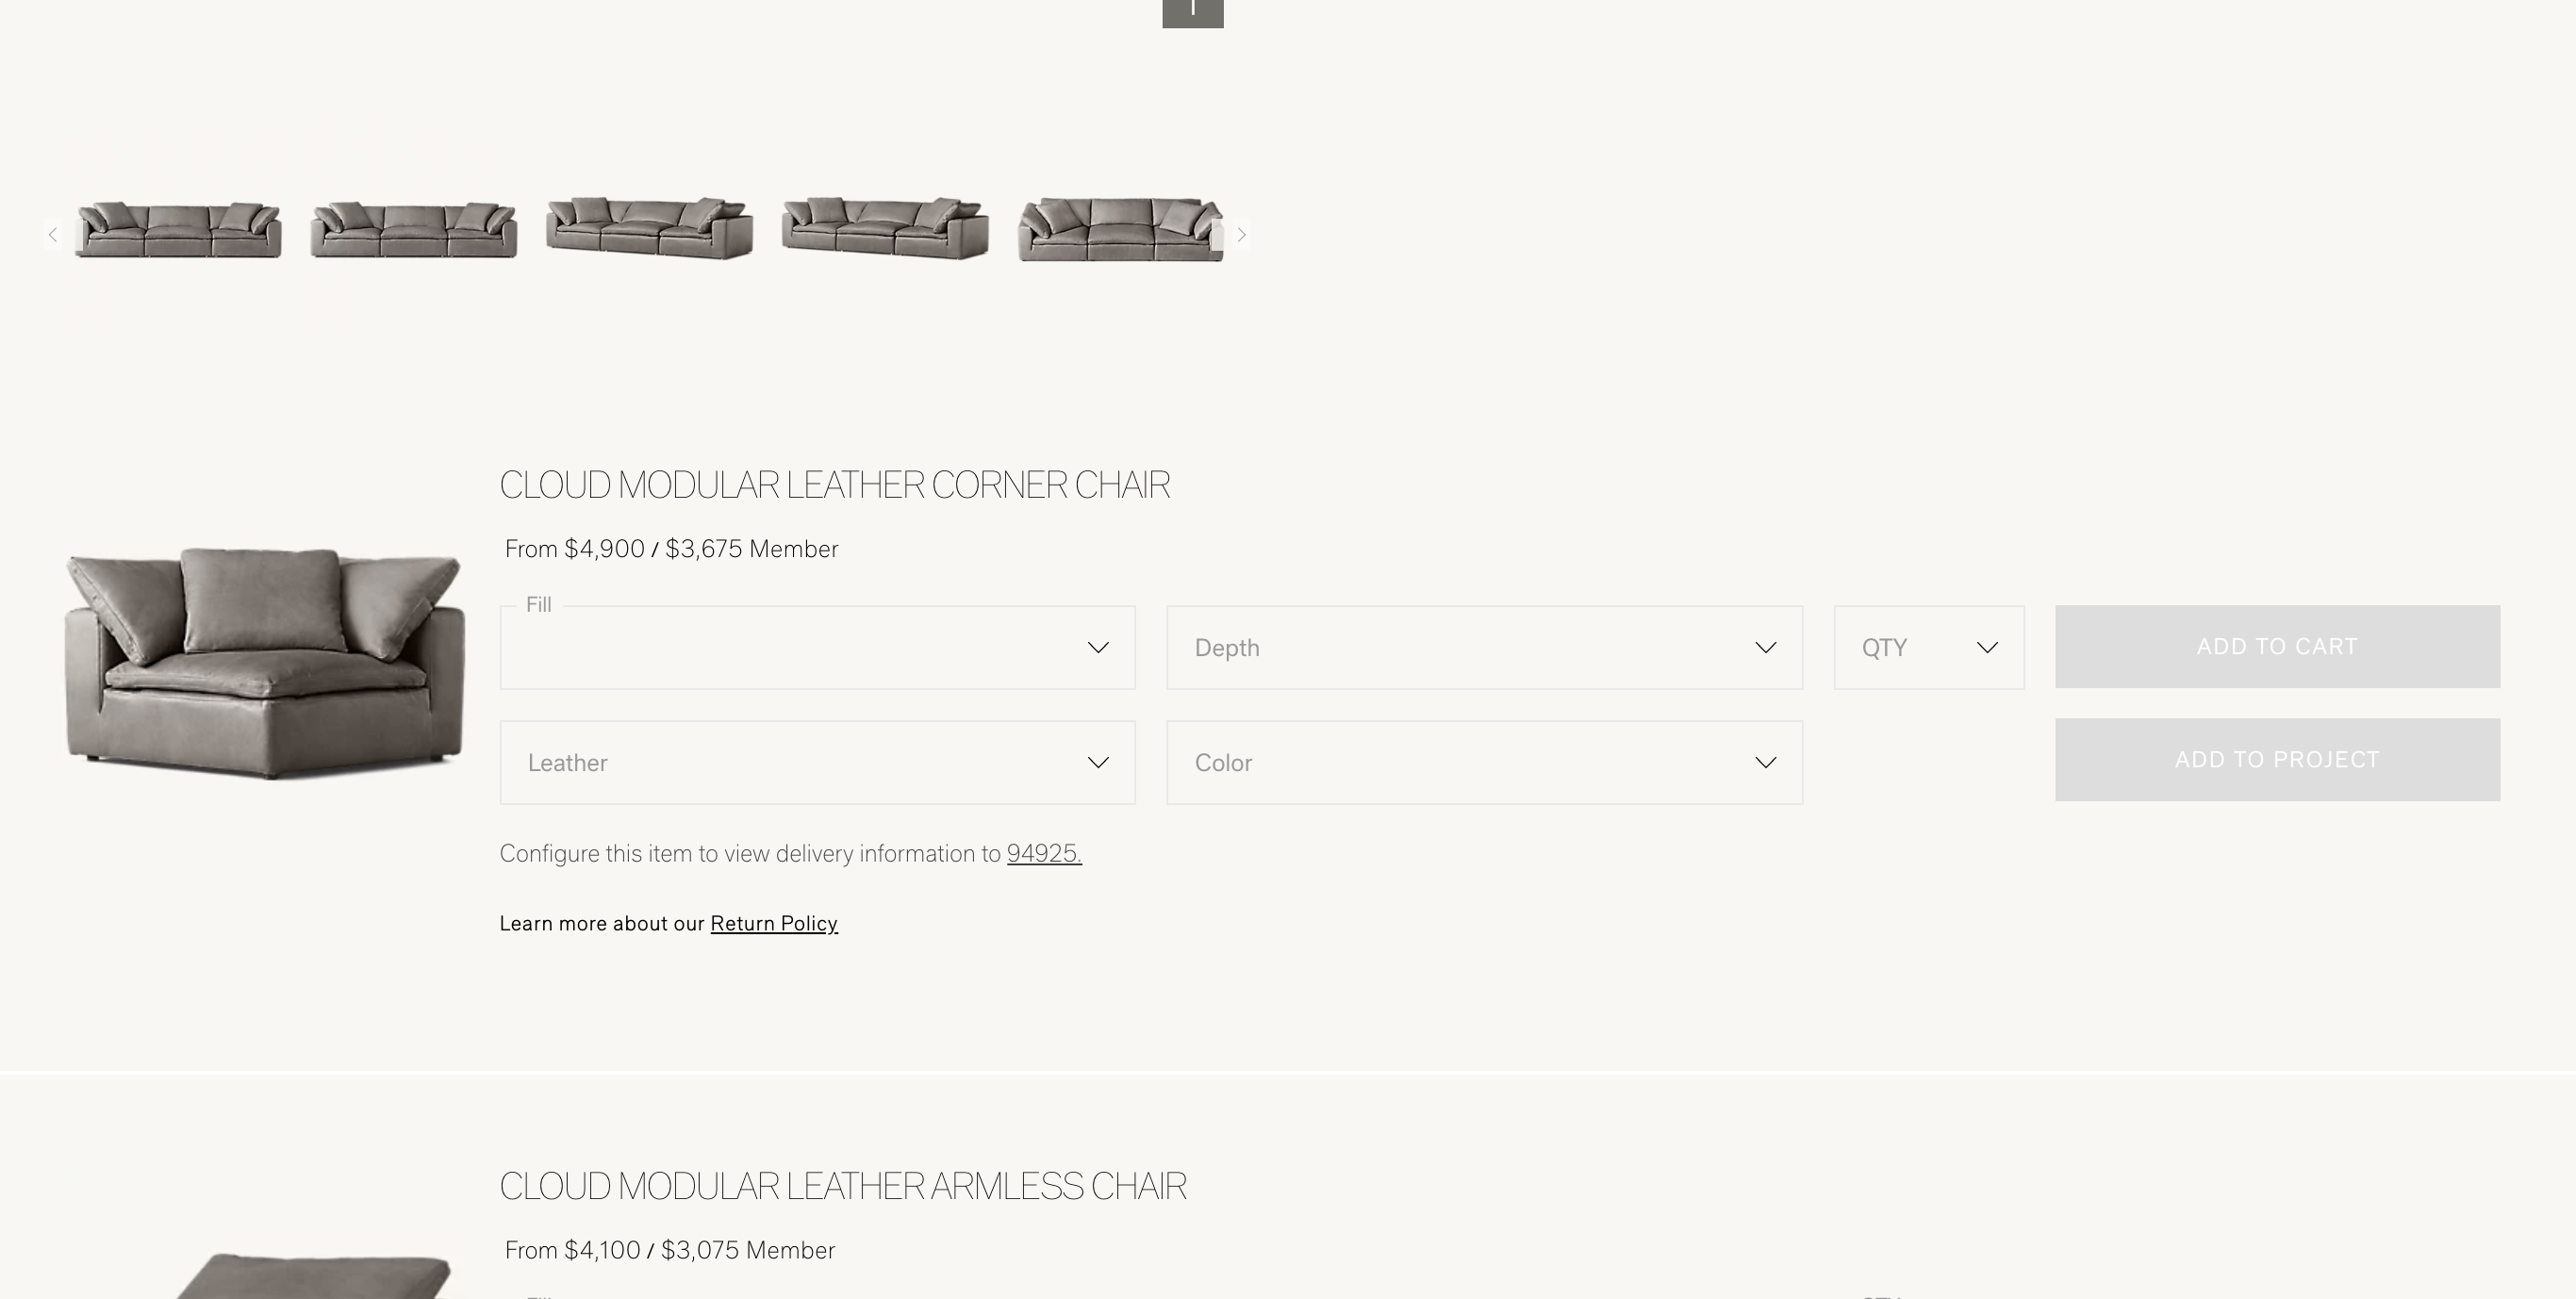 CLOUD MODULAR LEATHER CORNER CHAIR
From $4,900 / $3,675 Member
Fill
Depth
QTY
ADD TO CART
Leather
Color
ADD TO PROJECT
Configure this item to view delivery information to 94925.
Learn more about our Return Policy
CLOUD MODULAR LEATHER ARMLESS CHAIR
From $4,100 / $3,075 Member